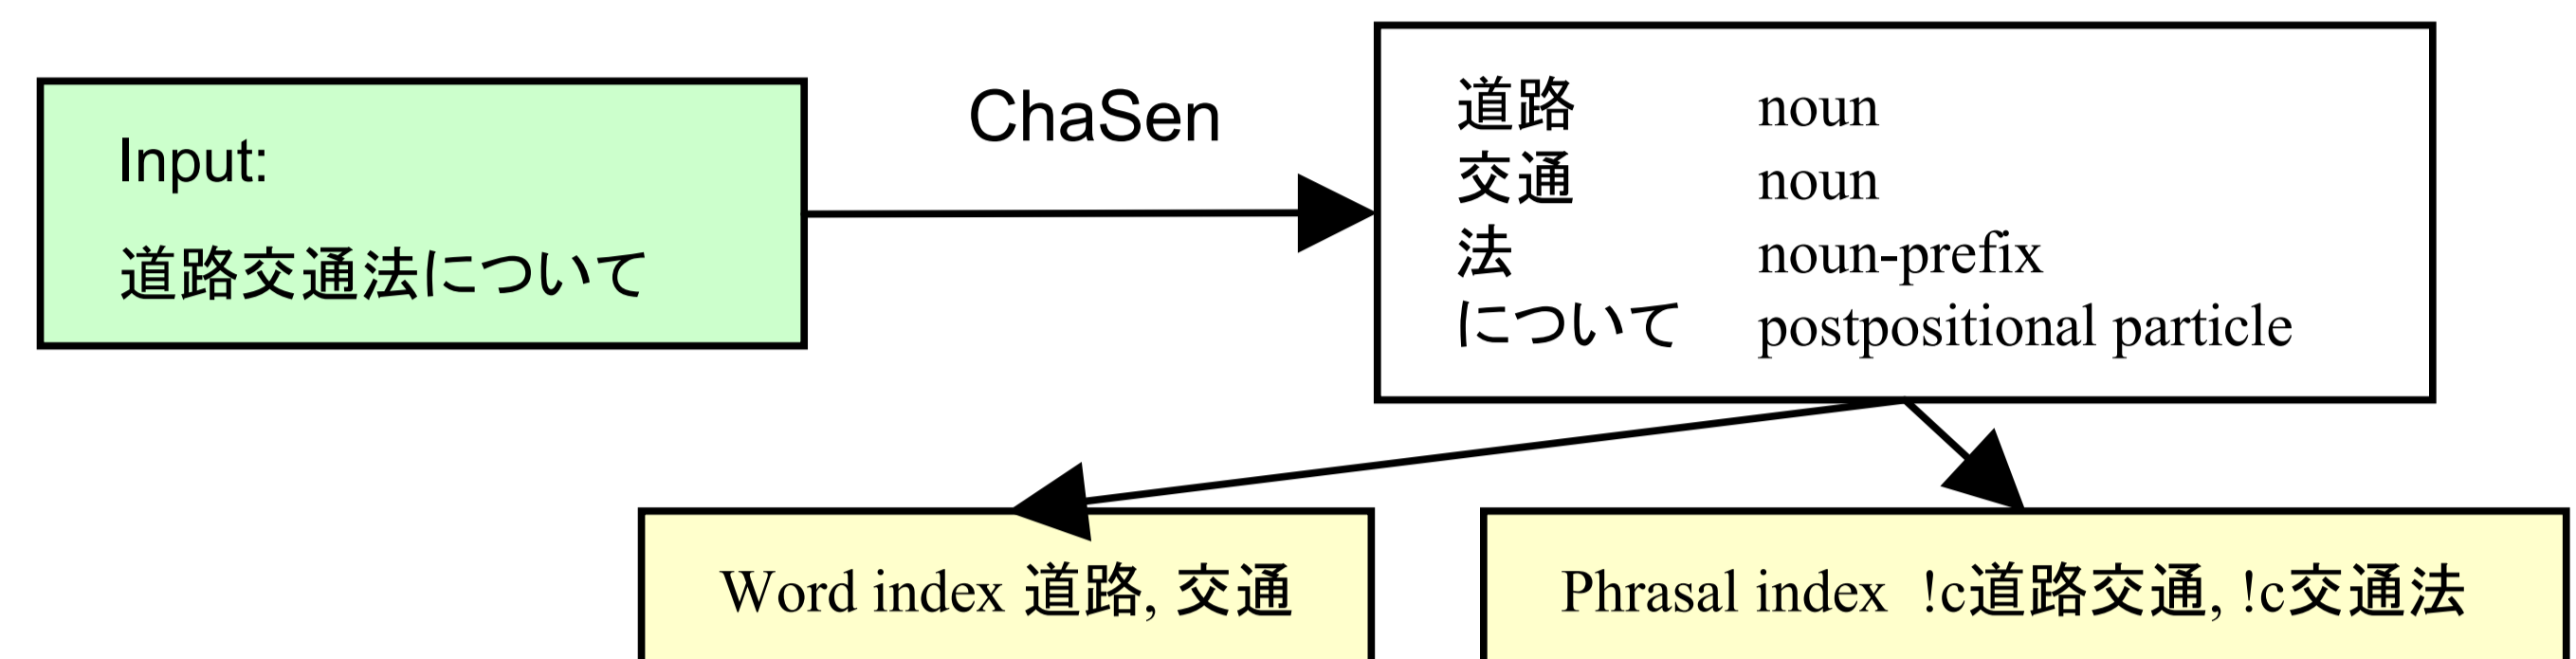 Input:
道路交通法について
ChaSen
道路 noun
交通 noun
法 noun-prefix
について postpositional particle
Word index 道路, 交通
Phrasal index !c道路交通, !c交通法